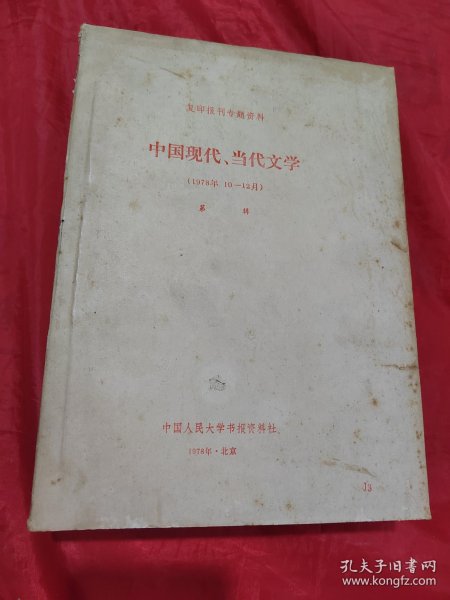 复印报刊专题资料
中国现代、当代文学
(1978年 10—12月)
第 辑
中国人民大学书报资料社
1978年·北京
J3
孔夫子旧书网
www.kongfz.com